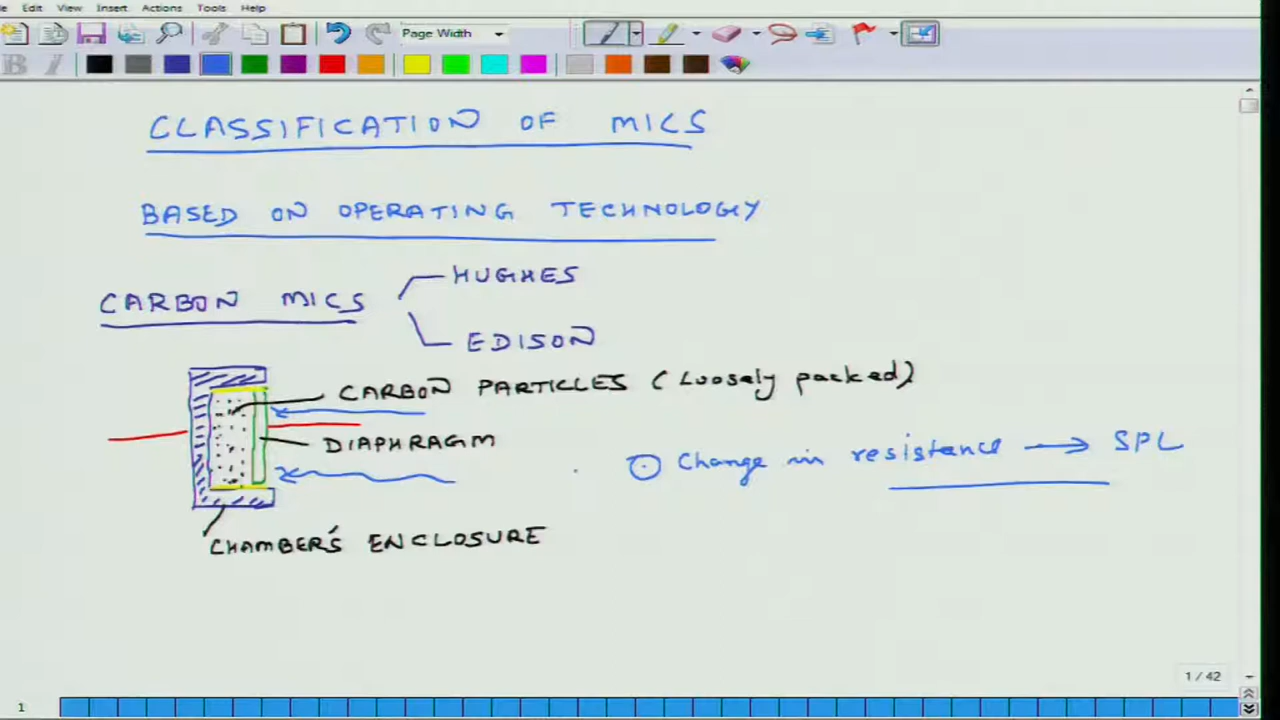 Edit View Insert Actions Tools Help
Page Width
CLASSIFICATION OF MICS
BASED ON OPERATING TECHNOLOGY
CARBON MICS
HUGHES
EDISON
CARBON PARTICLES (Loosely packed)
DIAPHRAGM
Change in resistance → SPL
CHAMBER'S ENCLOSURE
1 / 42
1